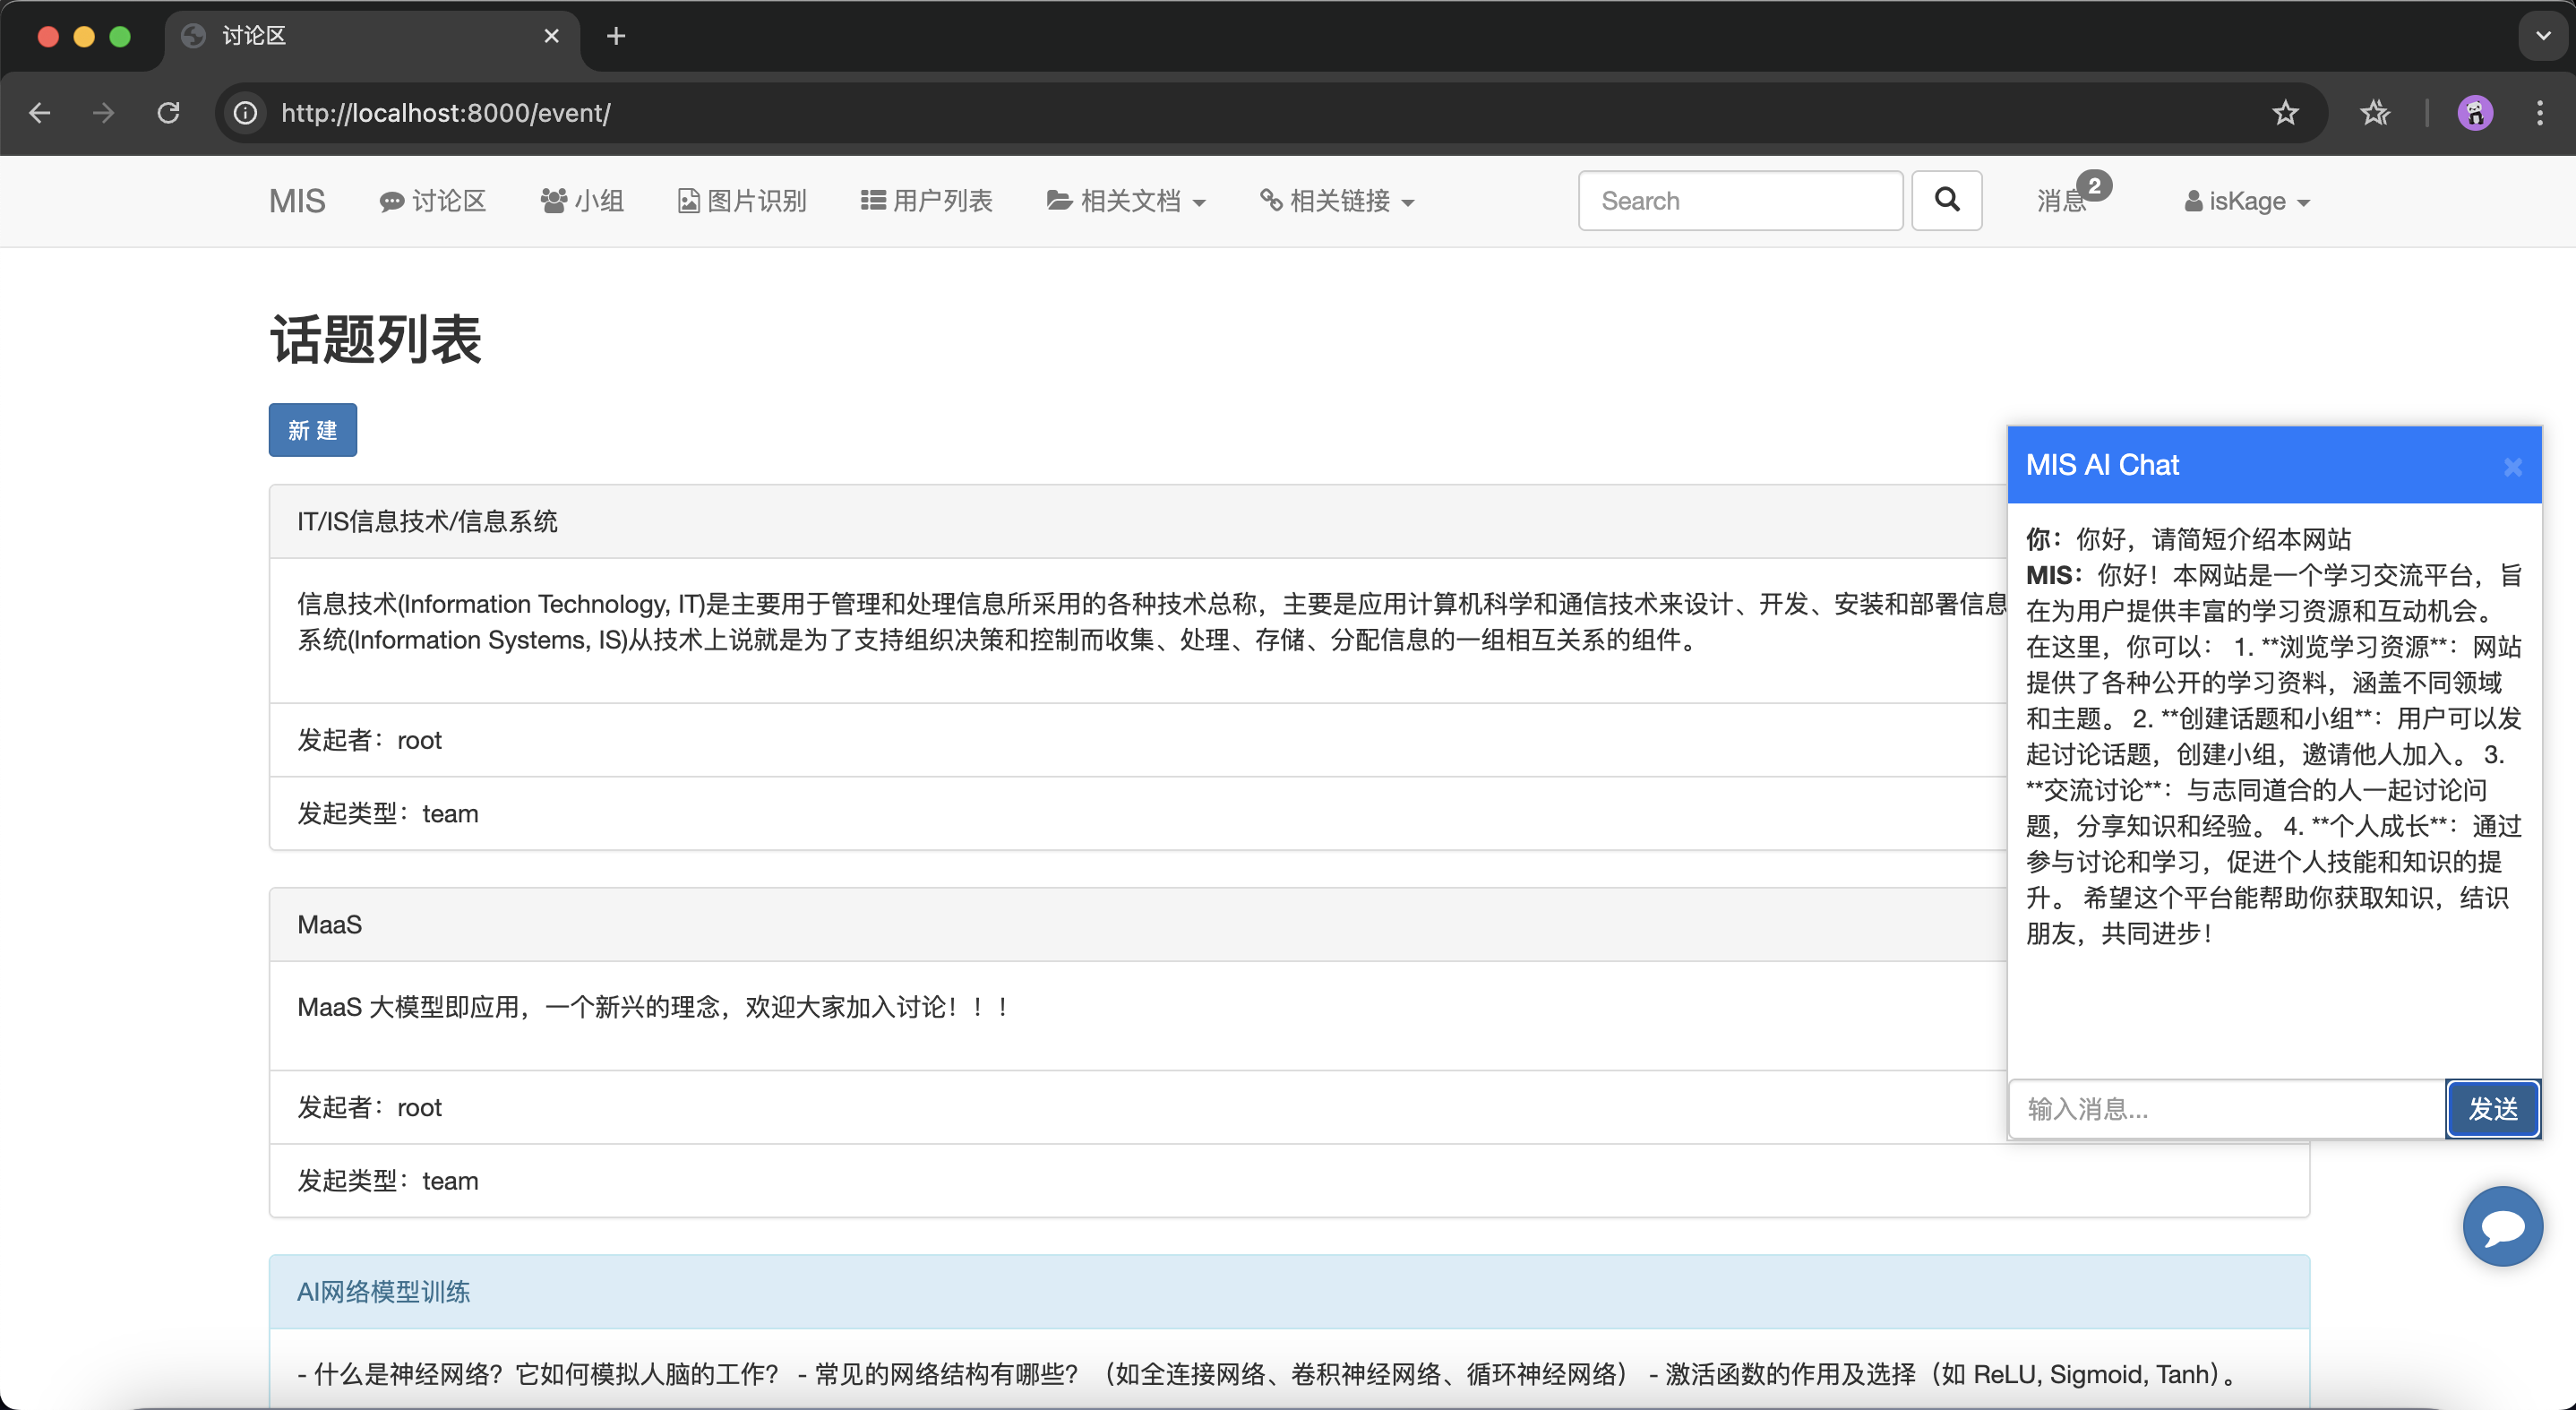 讨论区
http://localhost:8000/event/
MIS 讨论区 小组 图片识别 用户列表 相关文档 相关链接 Search 消息 2 isKage
话题列表
新 建
IT/IS信息技术/信息系统
信息技术(Information Technology, IT)是主要用于管理和处理信息所采用的各种技术总称，主要是应用计算机科学和通信技术来设计、开发、安装和部署信息
系统(Information Systems, IS)从技术上说就是为了支持组织决策和控制而收集、处理、存储、分配信息的一组相互关系的组件。
发起者：root
发起类型：team
MaaS
MaaS 大模型即应用，一个新兴的理念，欢迎大家加入讨论！！！
发起者：root
发起类型：team
AI网络模型训练
- 什么是神经网络？它如何模拟人脑的工作？ - 常见的网络结构有哪些？（如全连接网络、卷积神经网络、循环神经网络） - 激活函数的作用及选择（如 ReLU, Sigmoid, Tanh）。
MIS AI Chat
你：你好，请简短介绍本网站
MIS：你好！本网站是一个学习交流平台，旨
在为用户提供丰富的学习资源和互动机会。
在这里，你可以： 1. **浏览学习资源**：网站
提供了各种公开的学习资料，涵盖不同领域
和主题。 2. **创建话题和小组**：用户可以发
起讨论话题，创建小组，邀请他人加入。 3.
**交流讨论**：与志同道合的人一起讨论问
题，分享知识和经验。 4. **个人成长**：通过
参与讨论和学习，促进个人技能和知识的提
升。 希望这个平台能帮助你获取知识，结识
朋友，共同进步！
输入消息...
发送